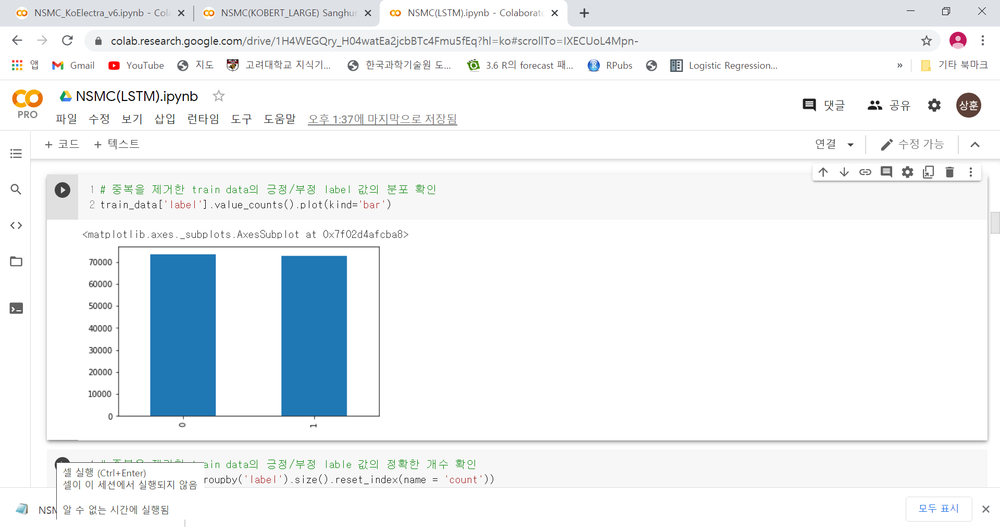 NSMC_KoElectra_v6.ipynb - Cola
NSMC(KOBERT_LARGE) Sanghun
NSMC(LSTM).ipynb - Colaborato
colab.research.google.com/drive/1H4WEGQry_H04watEa2jcbBTc4Fmu5fEq?hl=ko#scrollTo=IXECUoL4Mpn-
앱 Gmail YouTube 지도 고려대학교 지식기... 한국과학기술원 도... 3.6 R의 forecast 패... R RPubs Logistic Regression... » 기타 북마크
PRO
NSMC(LSTM).ipynb
댓글 공유 상훈
파일 수정 보기 삽입 런타임 도구 도움말 오후 1:37에 마지막으로 저장됨
+ 코드 + 텍스트 연결 수정 가능
1 # 중복을 제거한 train data의 긍정/부정 label 값의 분포 확인
2 train_data['label'].value_counts().plot(kind='bar')
<matplotlib.axes._subplots.AxesSubplot at 0x7f02d4afcba8>
70000
60000
50000
40000
30000
20000
10000
0
0 1
ain data의 긍정/부정 lable 값의 정확한 개수 확인
roupby('label').size().reset_index(name = 'count'))
셀 실행 (Ctrl+Enter)
셀이 이 세션에서 실행되지 않음
알 수 없는 시간에 실행됨
NSM
모두 표시